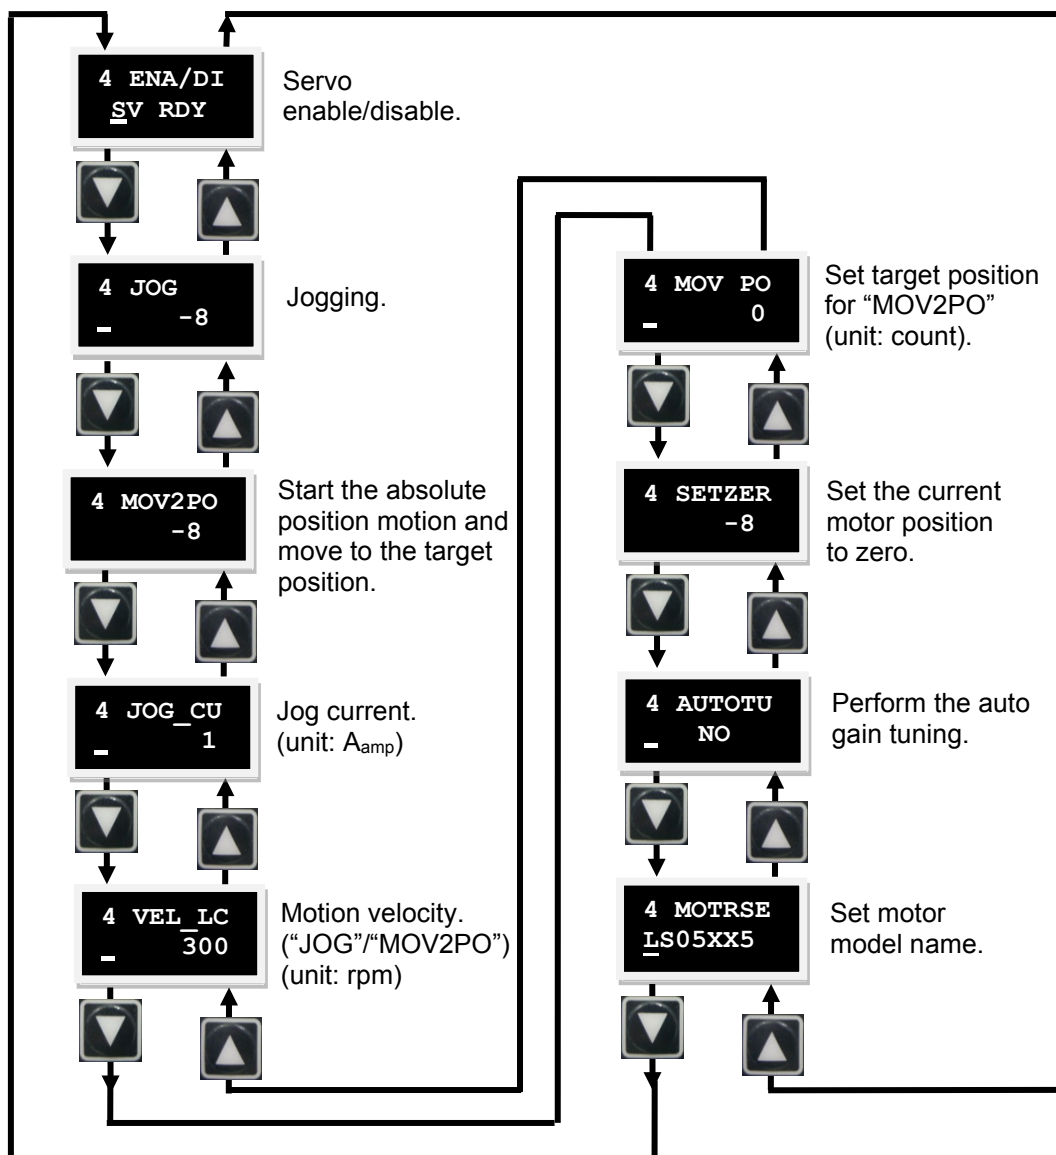 4 ENA/DI
SV RDY
Servo
enable/disable.
4 JOG
-8
Jogging.
4 MOV2PO
-8
Start the absolute
position motion and
move to the target
position.
4 JOG_CU
1
Jog current.
(unit: Aamp)
4 VEL_LC
300
Motion velocity.
(“JOG”/“MOV2PO”)
(unit: rpm)
4 MOV PO
0
Set target position
for “MOV2PO”
(unit: count).
4 SETZER
-8
Set the current
motor position
to zero.
4 AUTOTU
NO
Perform the auto
gain tuning.
4 MOTRSE
LS05XX5
Set motor
model name.